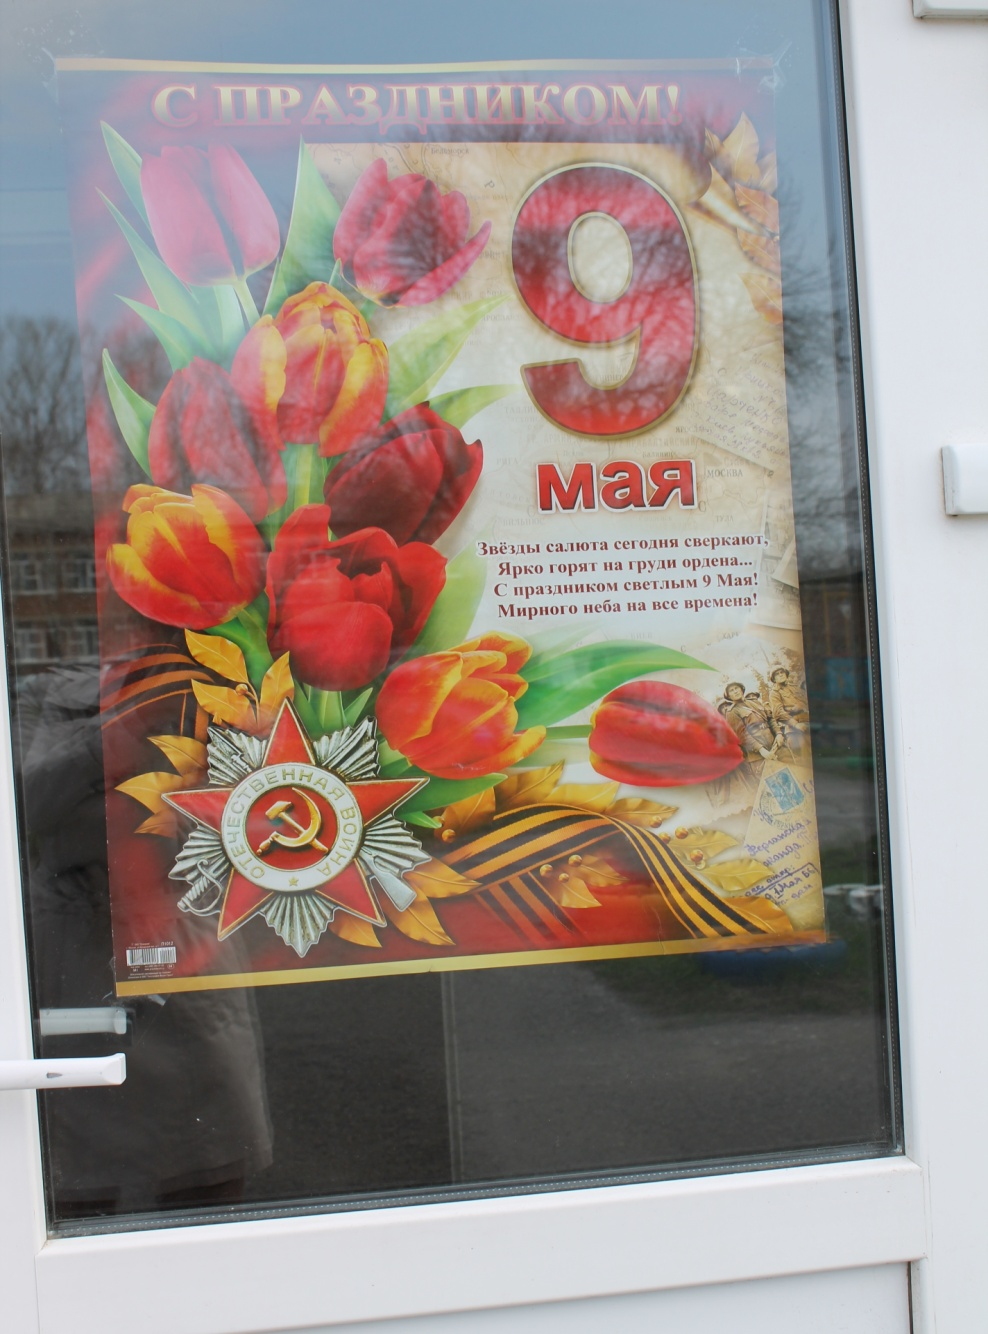 С ПРАЗДНИКОМ!
9
мая
МОСКВА
Звёзды салюта сегодня сверкают,
Ярко горят на груди ордена...
С праздником светлым 9 Мая!
Мирного неба на все времена!
ОТЕЧЕСТВЕННАЯ ВОЙНА